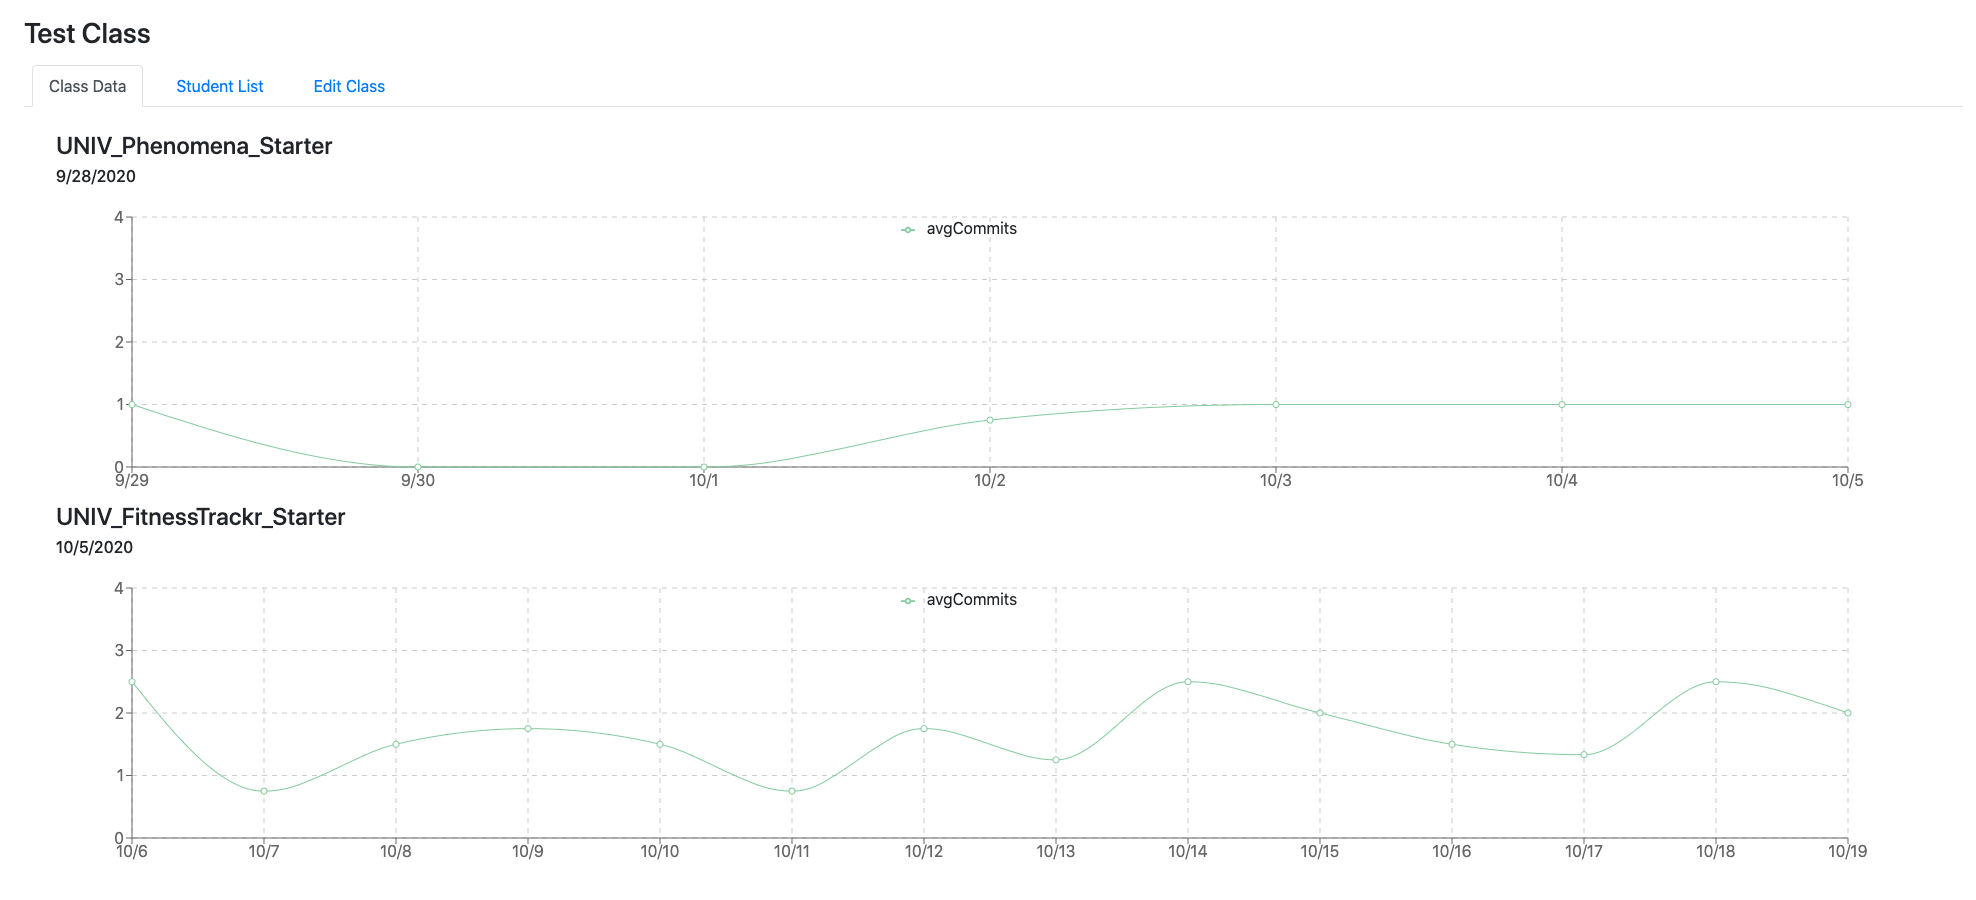 Test Class
Class Data Student List Edit Class
UNIV_Phenomena_Starter
9/28/2020
4
avgCommits
3
2
1
0
9/29 9/30 10/1 10/2 10/3 10/4 10/5
UNIV_FitnessTrackr_Starter
10/5/2020
4
avgCommits
3
2
1
0
10/6 10/7 10/8 10/9 10/10 10/11 10/12 10/13 10/14 10/15 10/16 10/17 10/18 10/19